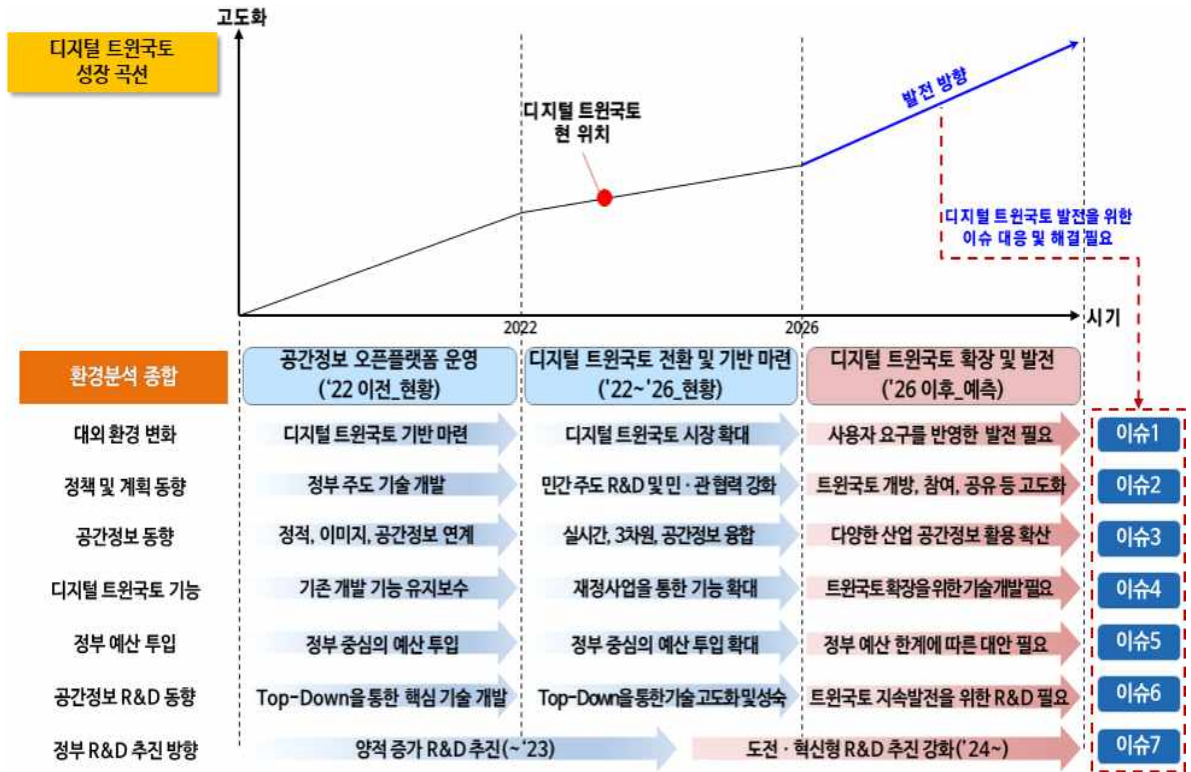 고도화
디지털 트윈국토
성장 곡선
디지털 트윈국토
현 위치
발전 방향
디지털 트윈국토 발전을 위한
이슈 대응 및 해결 필요
2022
2026
시기
환경분석 종합
공간정보 오픈플랫폼 운영
('22 이전_현황)
디지털 트윈국토 전환 및 기반 마련
('22~'26_현황)
디지털 트윈국토 확장 및 발전
('26 이후_예측)
대외 환경 변화
디지털 트윈국토 기반 마련
디지털 트윈국토 시장 확대
사용자 요구를 반영한 발전 필요
이슈1
정책 및 계획 동향
정부 주도 기술 개발
민간 주도 R&D 및 민·관 협력 강화
트윈국토 개방, 참여, 공유 등 고도화
이슈2
공간정보 동향
정적, 이미지, 공간정보 연계
실시간, 3차원, 공간정보 융합
다양한 산업 공간정보 활용 확산
이슈3
디지털 트윈국토 기능
기존 개발 기능 유지보수
재정사업을 통한 기능 확대
트윈국토 확장을 위한 기술개발 필요
이슈4
정부 예산 투입
정부 중심의 예산 투입
정부 중심의 예산 투입 확대
정부 예산 한계에 따른 대안 필요
이슈5
공간정보 R&D 동향
Top-Down을 통한 핵심 기술 개발
Top-Down을 통한 기술 고도화 및 성숙
트윈국토 지속발전을 위한 R&D 필요
이슈6
정부 R&D 추진 방향
양적 증가 R&D 추진(~'23)
도전·혁신형 R&D 추진 강화('24~)
이슈7